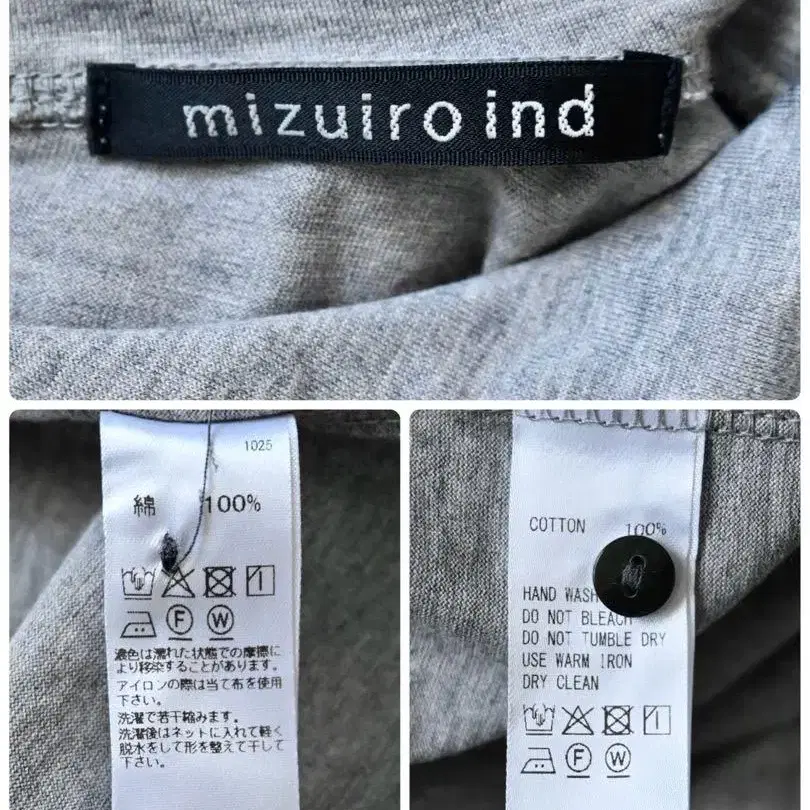 mizuiro ind
1025
綿 100%
F W
濃色は濡れた状態での摩擦に
より移染することがあります。
アイロンの際は当て布を使用
下さい。
洗濯で若干縮みます。
洗濯後はネットに入れて軽く
脱水をして形を整えて干して
下さい。
COTTON 100%
HAND WASH
DO NOT BLEACH
DO NOT TUMBLE DRY
USE WARM IRON
DRY CLEAN
F W